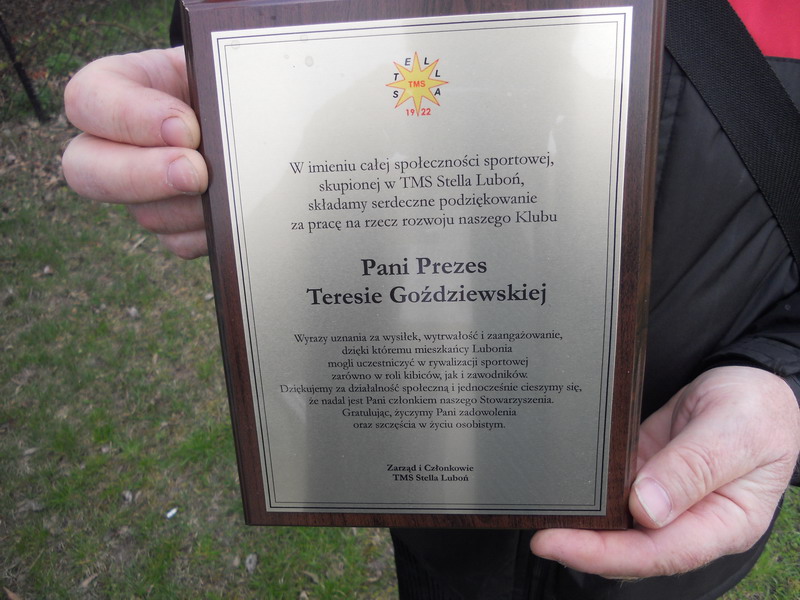 STELLA
TMS
1922
W imieniu całej społeczności sportowej,
skupionej w TMS Stella Luboń,
składamy serdeczne podziękowanie
za pracę na rzecz rozwoju naszego Klubu
Pani Prezes
Teresie Goździewskiej
Wyrazy uznania za wysiłek, wytrwałość i zaangażowanie,
dzięki któremu mieszkańcy Lubonia
mogli uczestniczyć w rywalizacji sportowej
zarówno w roli kibiców, jak i zawodników.
Dziękujemy za działalność społeczną i jednocześnie cieszymy się,
że nadal jest Pani członkiem naszego Stowarzyszenia.
Gratulując, życzymy Pani zadowolenia
oraz szczęścia w życiu osobistym.
Zarząd i Członkowie
TMS Stella Luboń